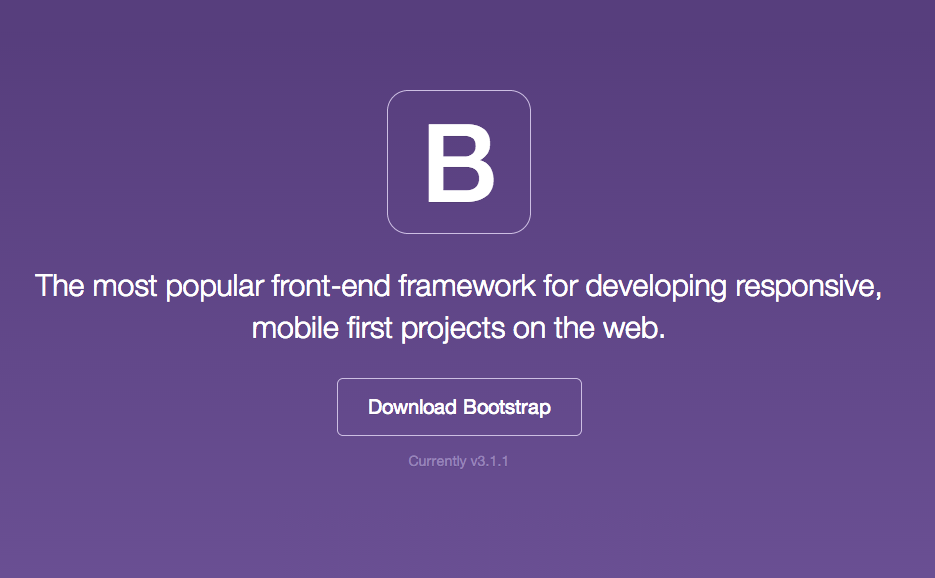 B
The most popular front-end framework for developing responsive,
mobile first projects on the web.
Download Bootstrap
Currently v3.1.1